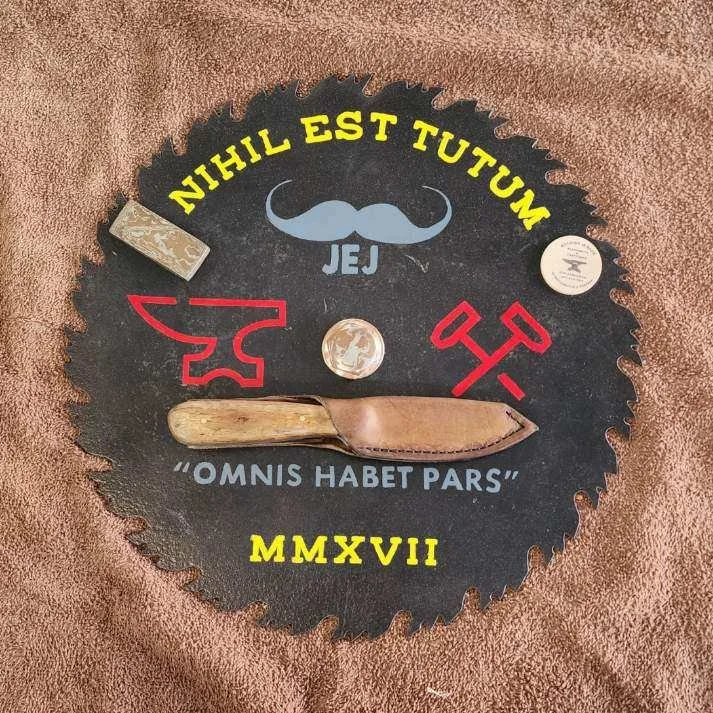 NIHIL EST TUTUM
JEJ
"OMNIS HABET PARS"
MMXVII